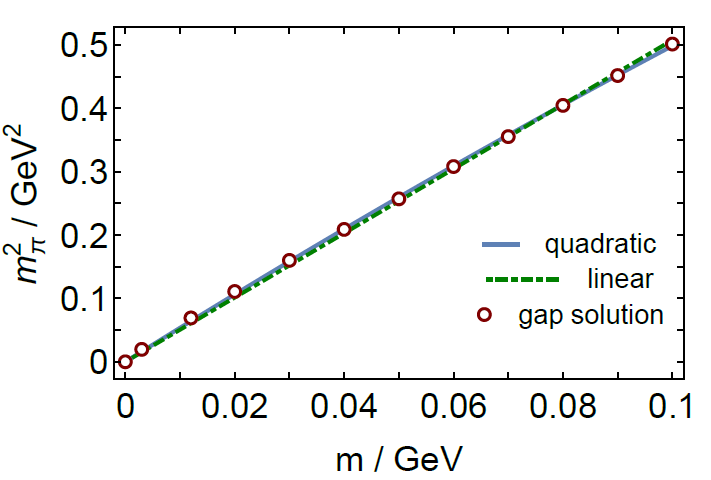 0.5
0.4
0.3
0.2
0.1
0
m²π / GeV²
quadratic
linear
gap solution
0 0.02 0.04 0.06 0.08 0.1
m / GeV